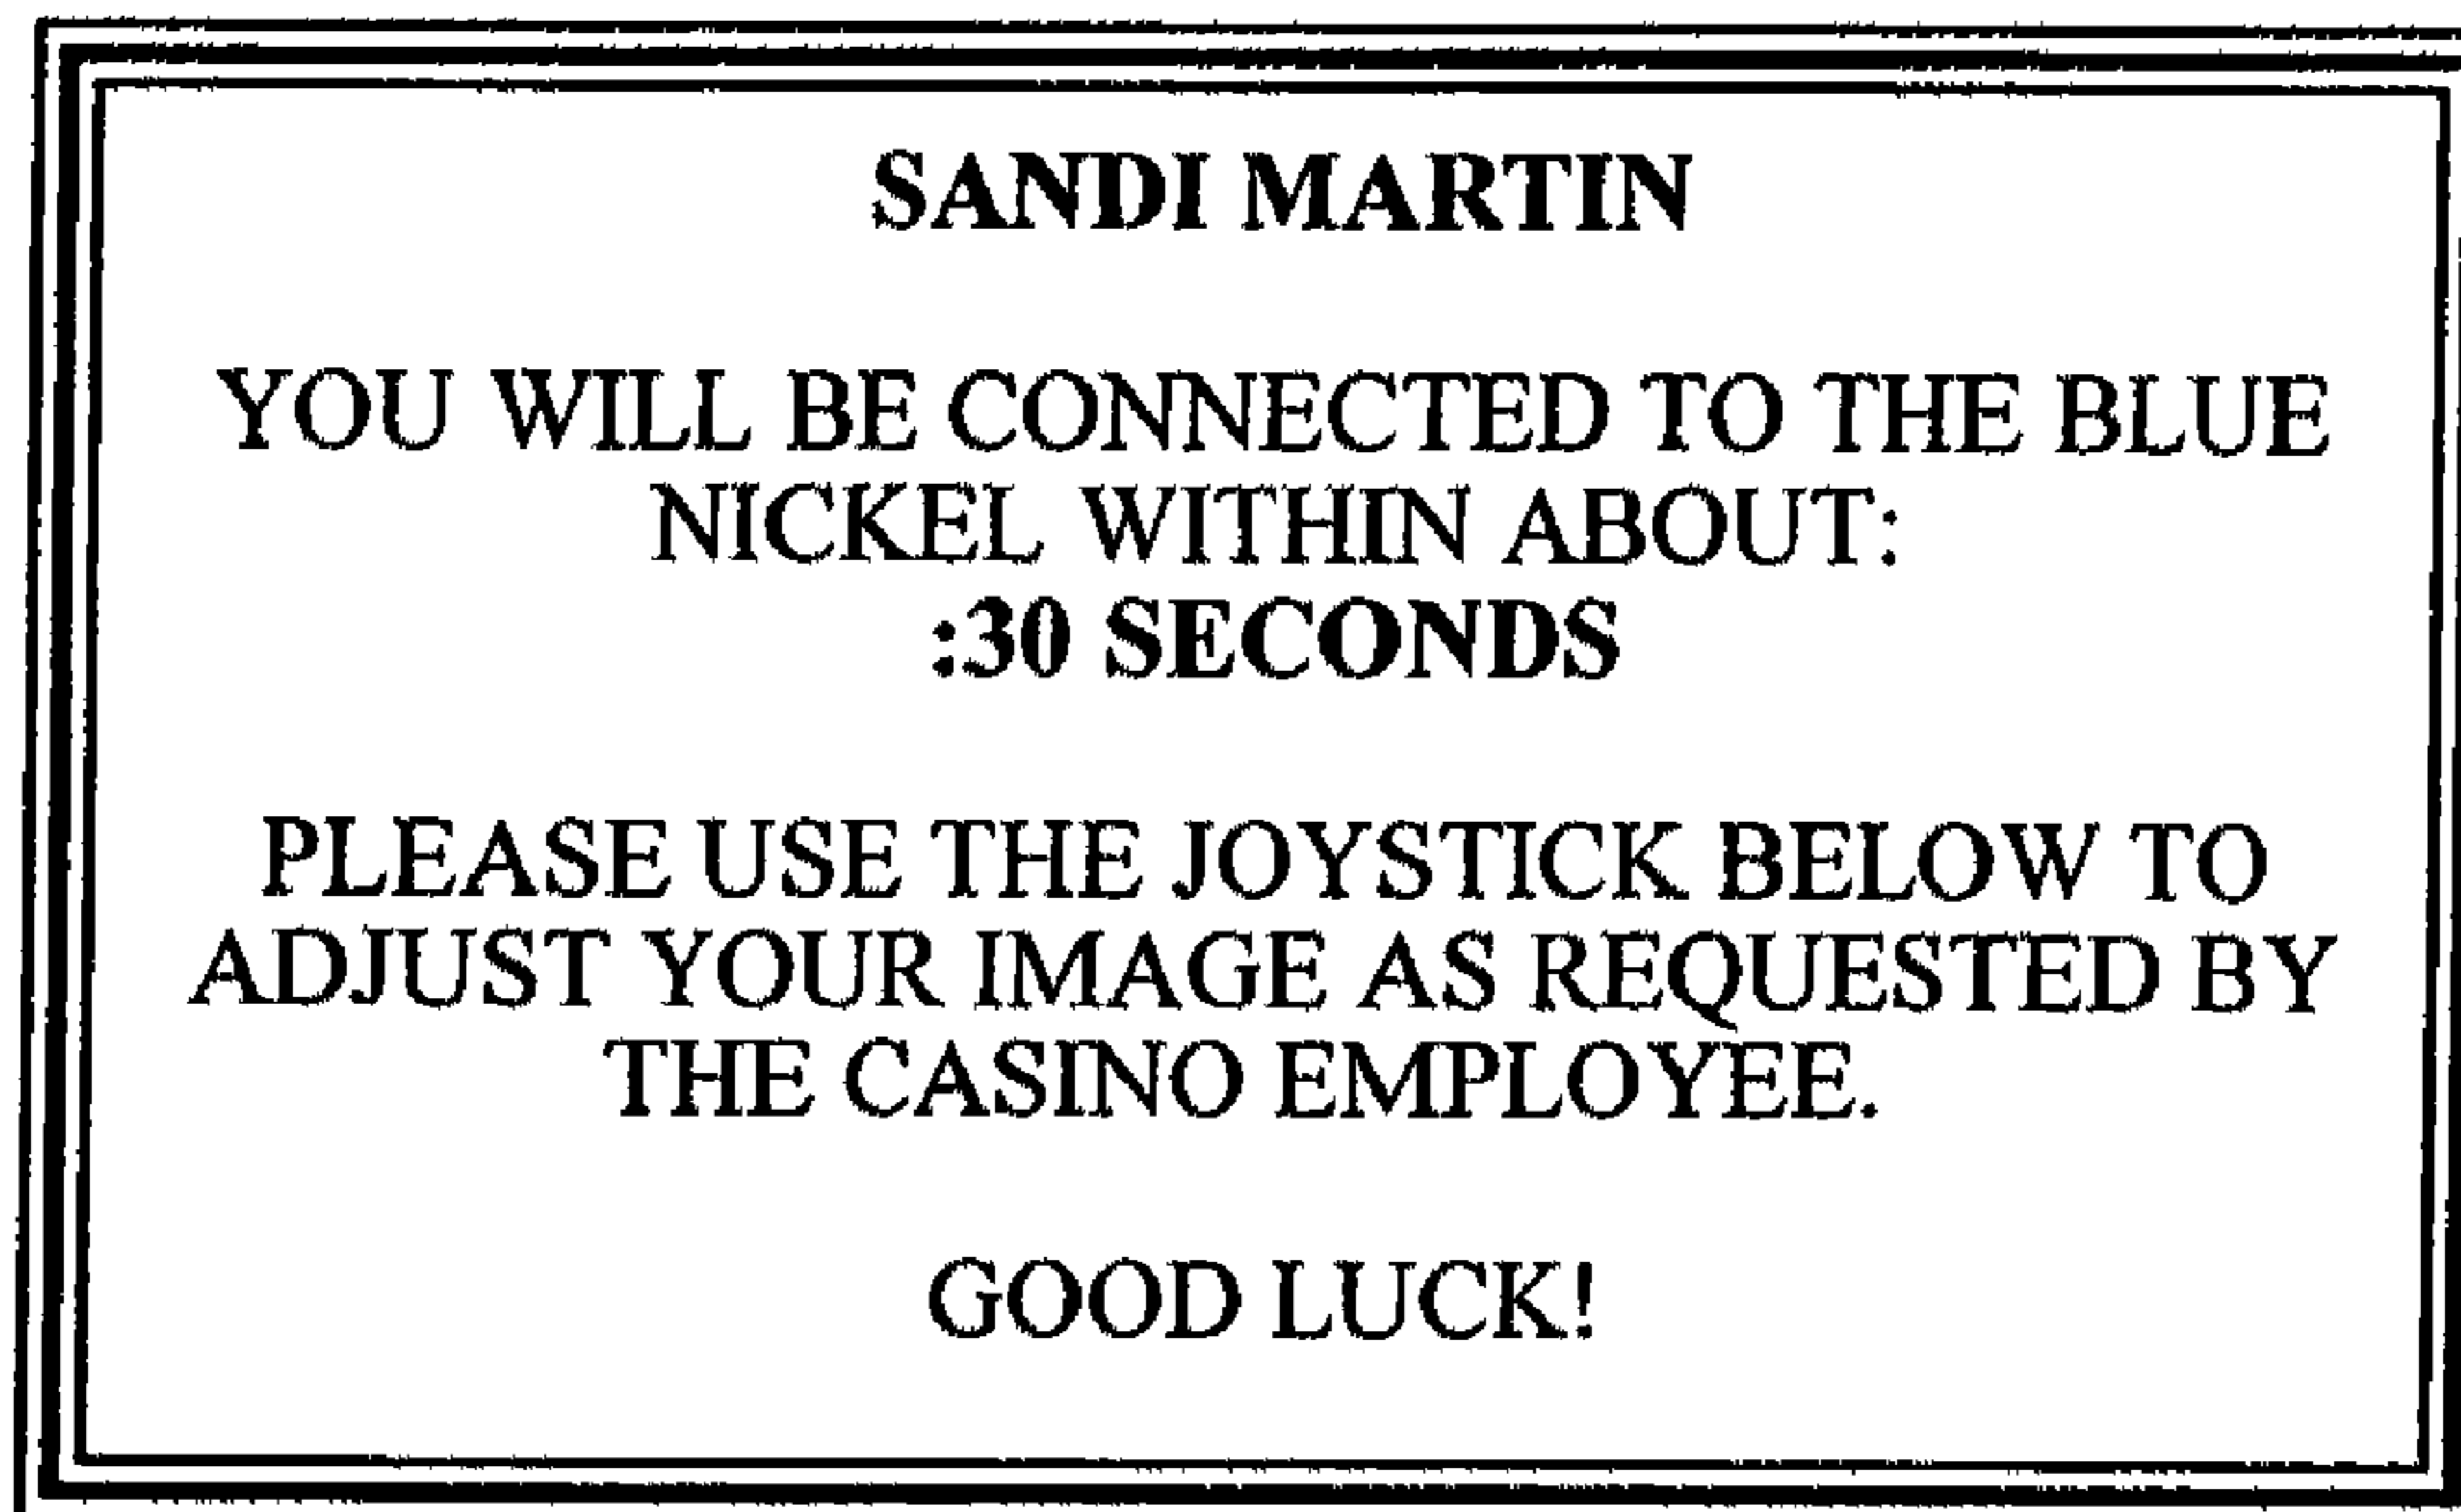 SANDI MARTIN
YOU WILL BE CONNECTED TO THE BLUE
NICKEL WITHIN ABOUT:
:30 SECONDS
PLEASE USE THE JOYSTICK BELOW TO
ADJUST YOUR IMAGE AS REQUESTED BY
THE CASINO EMPLOYEE.
GOOD LUCK!